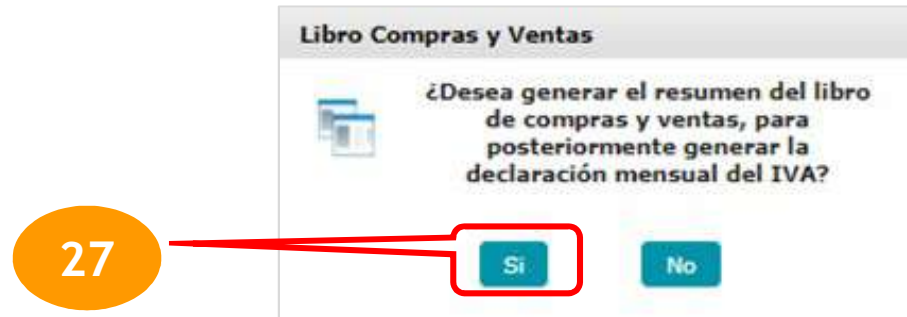 Libro Compras y Ventas
¿Desea generar el resumen del libro
de compras y ventas, para
posteriormente generar la
declaración mensual del IVA?
27
Si
No